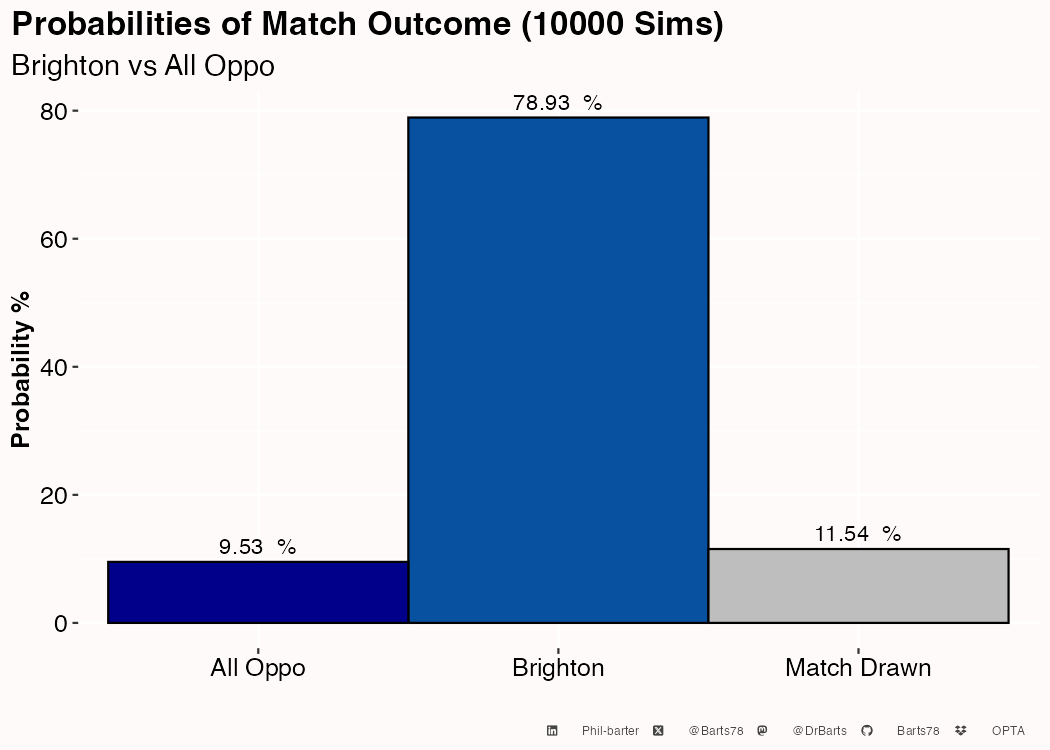 Probabilities of Match Outcome (10000 Sims)
Brighton vs All Oppo
Probability %
80
60
40
20
0
9.53 %
78.93 %
11.54 %
All Oppo
Brighton
Match Drawn
Phil-barter @Barts78 @DrBarts Barts78 OPTA